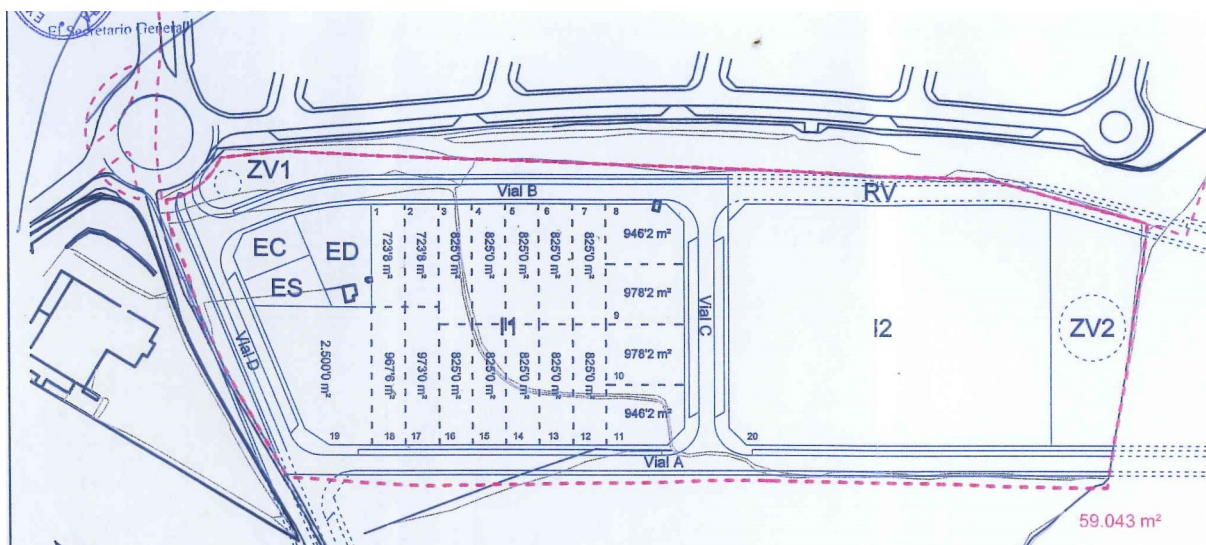 El Secretario General
ZV1
Vial B
RV
EC
ED
ES
1
2
3
4
5
6
7
8
723'8 m²
723'8 m²
825'0 m²
825'0 m²
825'0 m²
825'0 m²
825'0 m²
946'2 m²
978'2 m²
9
I1
Vial C
I2
ZV2
Vial D
2.500'0 m²
967'6 m²
973'0 m²
825'0 m²
825'0 m²
825'0 m²
825'0 m²
825'0 m²
978'2 m²
10
946'2 m²
19
18
17
16
15
14
13
12
11
20
Vial A
59.043 m²